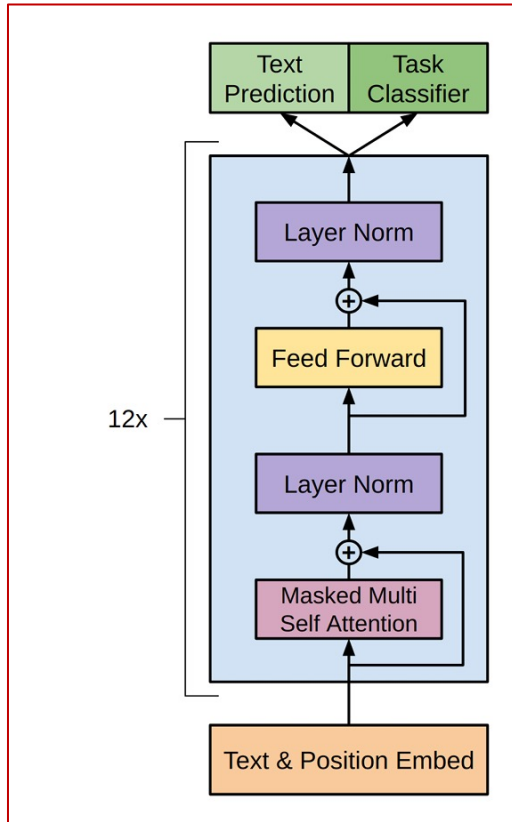 Text
Prediction
Task
Classifier
Layer Norm
+
Feed Forward
12x
Layer Norm
+
Masked Multi
Self Attention
Text & Position Embed